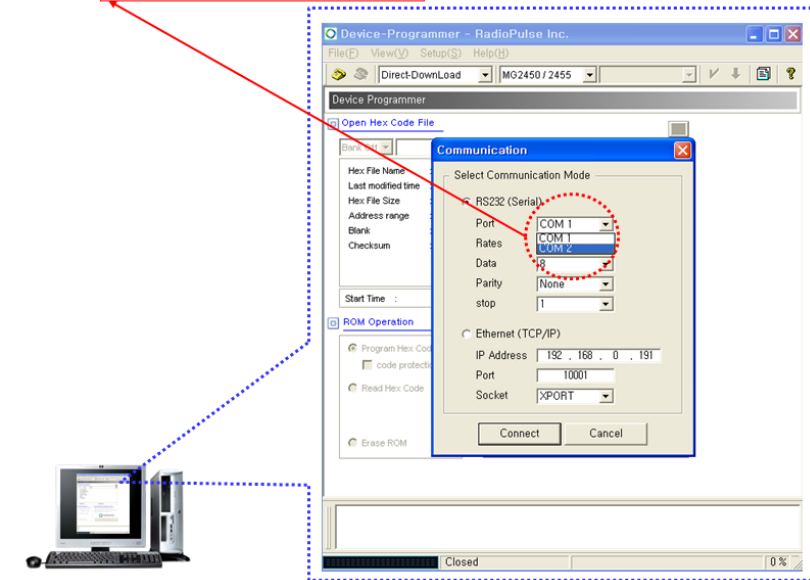 Device-Programmer - RadioPulse Inc.
File(F) View(V) Setup(S) Help(H)
Direct-DownLoad MG2450 / 2455
Device Programmer
Open Hex Code File
Bank Off
Hex File Name :
Last modified time :
Hex File Size :
Address range :
Blank :
Checksum :
Start Time :
ROM Operation
Program Hex Cod
code protectio
Read Hex Code
Erase ROM
Communication
Select Communication Mode
RS232 (Serial)
Port COM 1
COM 1
Rates COM 2
Data 8
Parity None
stop 1
Ethernet (TCP/IP)
IP Address 192 . 168 . 0 . 191
Port 10001
Socket XPORT
Connect Cancel
Closed 0 %